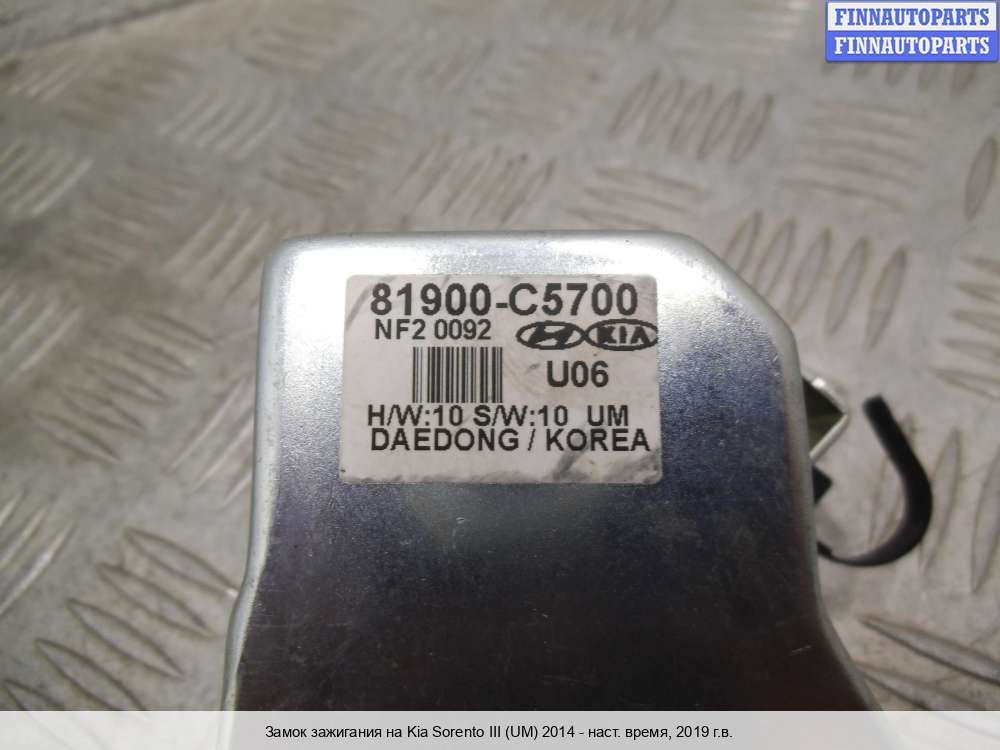 FINNAUTOPARTS
FINNAUTOPARTS
81900-C5700
NF2 0092
KIA
U06
H/W:10 S/W:10 UM
DAEDONG / KOREA
Замок зажигания на Kia Sorento III (UM) 2014 - наст. время, 2019 г.в.